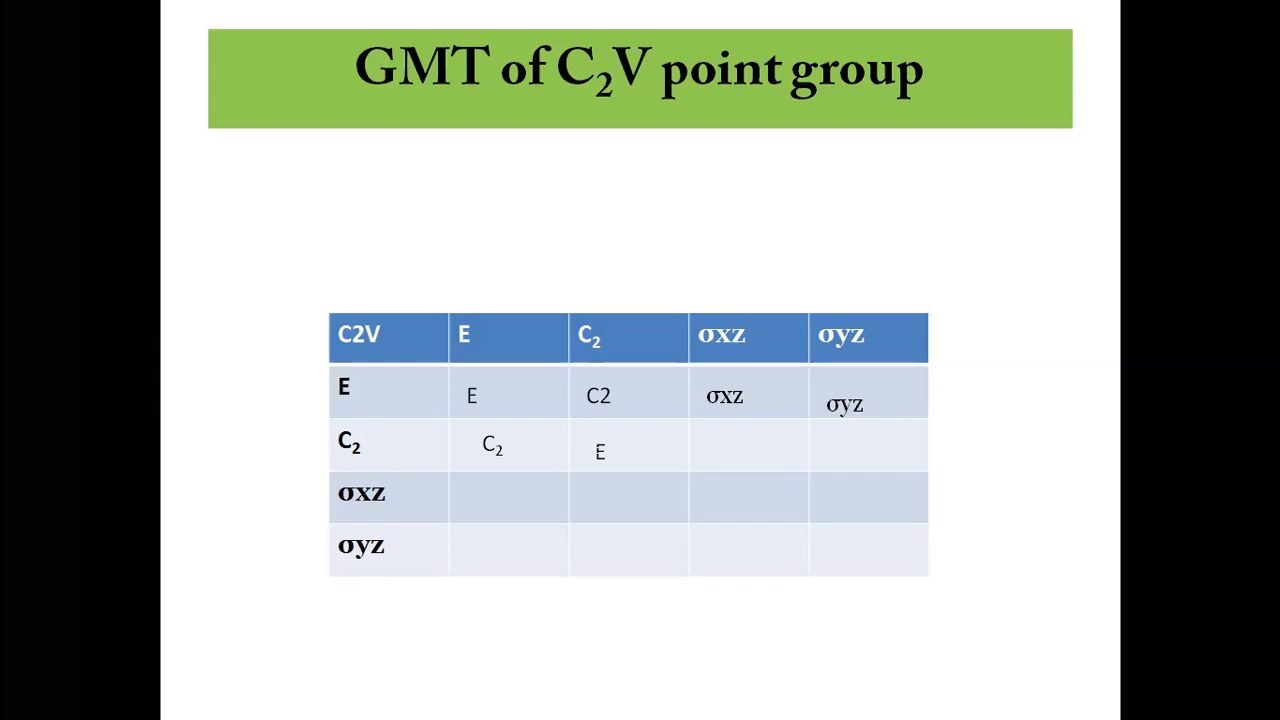 GMT of C₂V point group
C2V E C₂ σxz σyz
E E C2 σxz σyz
C₂ C₂ E
σxz
σyz